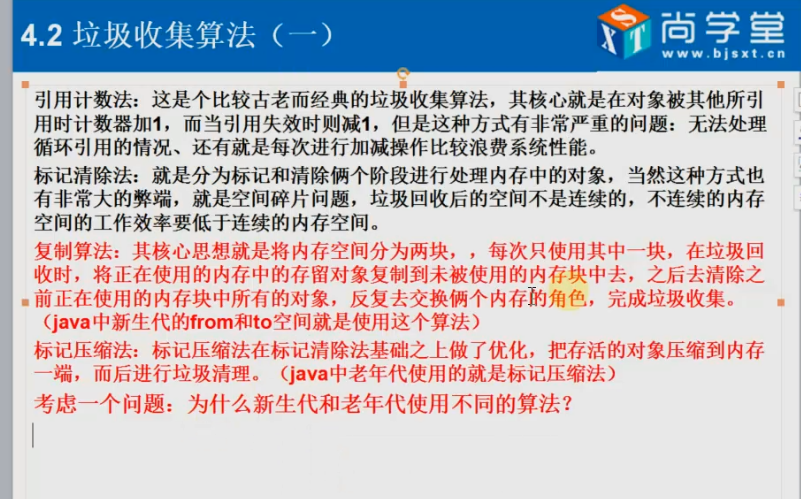 4.2 垃圾收集算法（一）
SXT 尚学堂
www.bjsxt.cn
引用计数法：这是个比较古老而经典的垃圾收集算法，其核心就是在对象被其他所引
用时计数器加1，而当引用失效时则减1，但是这种方式有非常严重的问题：无法处理
循环引用的情况、还有就是每次进行加减操作比较浪费系统性能。
标记清除法：就是分为标记和清除俩个阶段进行处理内存中的对象，当然这种方式也
有非常大的弊端，就是空间碎片问题，垃圾回收后的空间不是连续的，不连续的内存
空间的工作效率要低于连续的内存空间。
复制算法：其核心思想就是将内存空间分为两块，，每次只使用其中一块，在垃圾回
收时，将正在使用的内存中的存留对象复制到未被使用的内存块中去，之后去清除之
前正在使用的内存块中所有的对象，反复去交换俩个内存的角色，完成垃圾收集。
（java中新生代的from和to空间就是使用这个算法）
标记压缩法：标记压缩法在标记清除法基础之上做了优化，把存活的对象压缩到内存
一端，而后进行垃圾清理。（java中老年代使用的就是标记压缩法）
考虑一个问题：为什么新生代和老年代使用不同的算法？